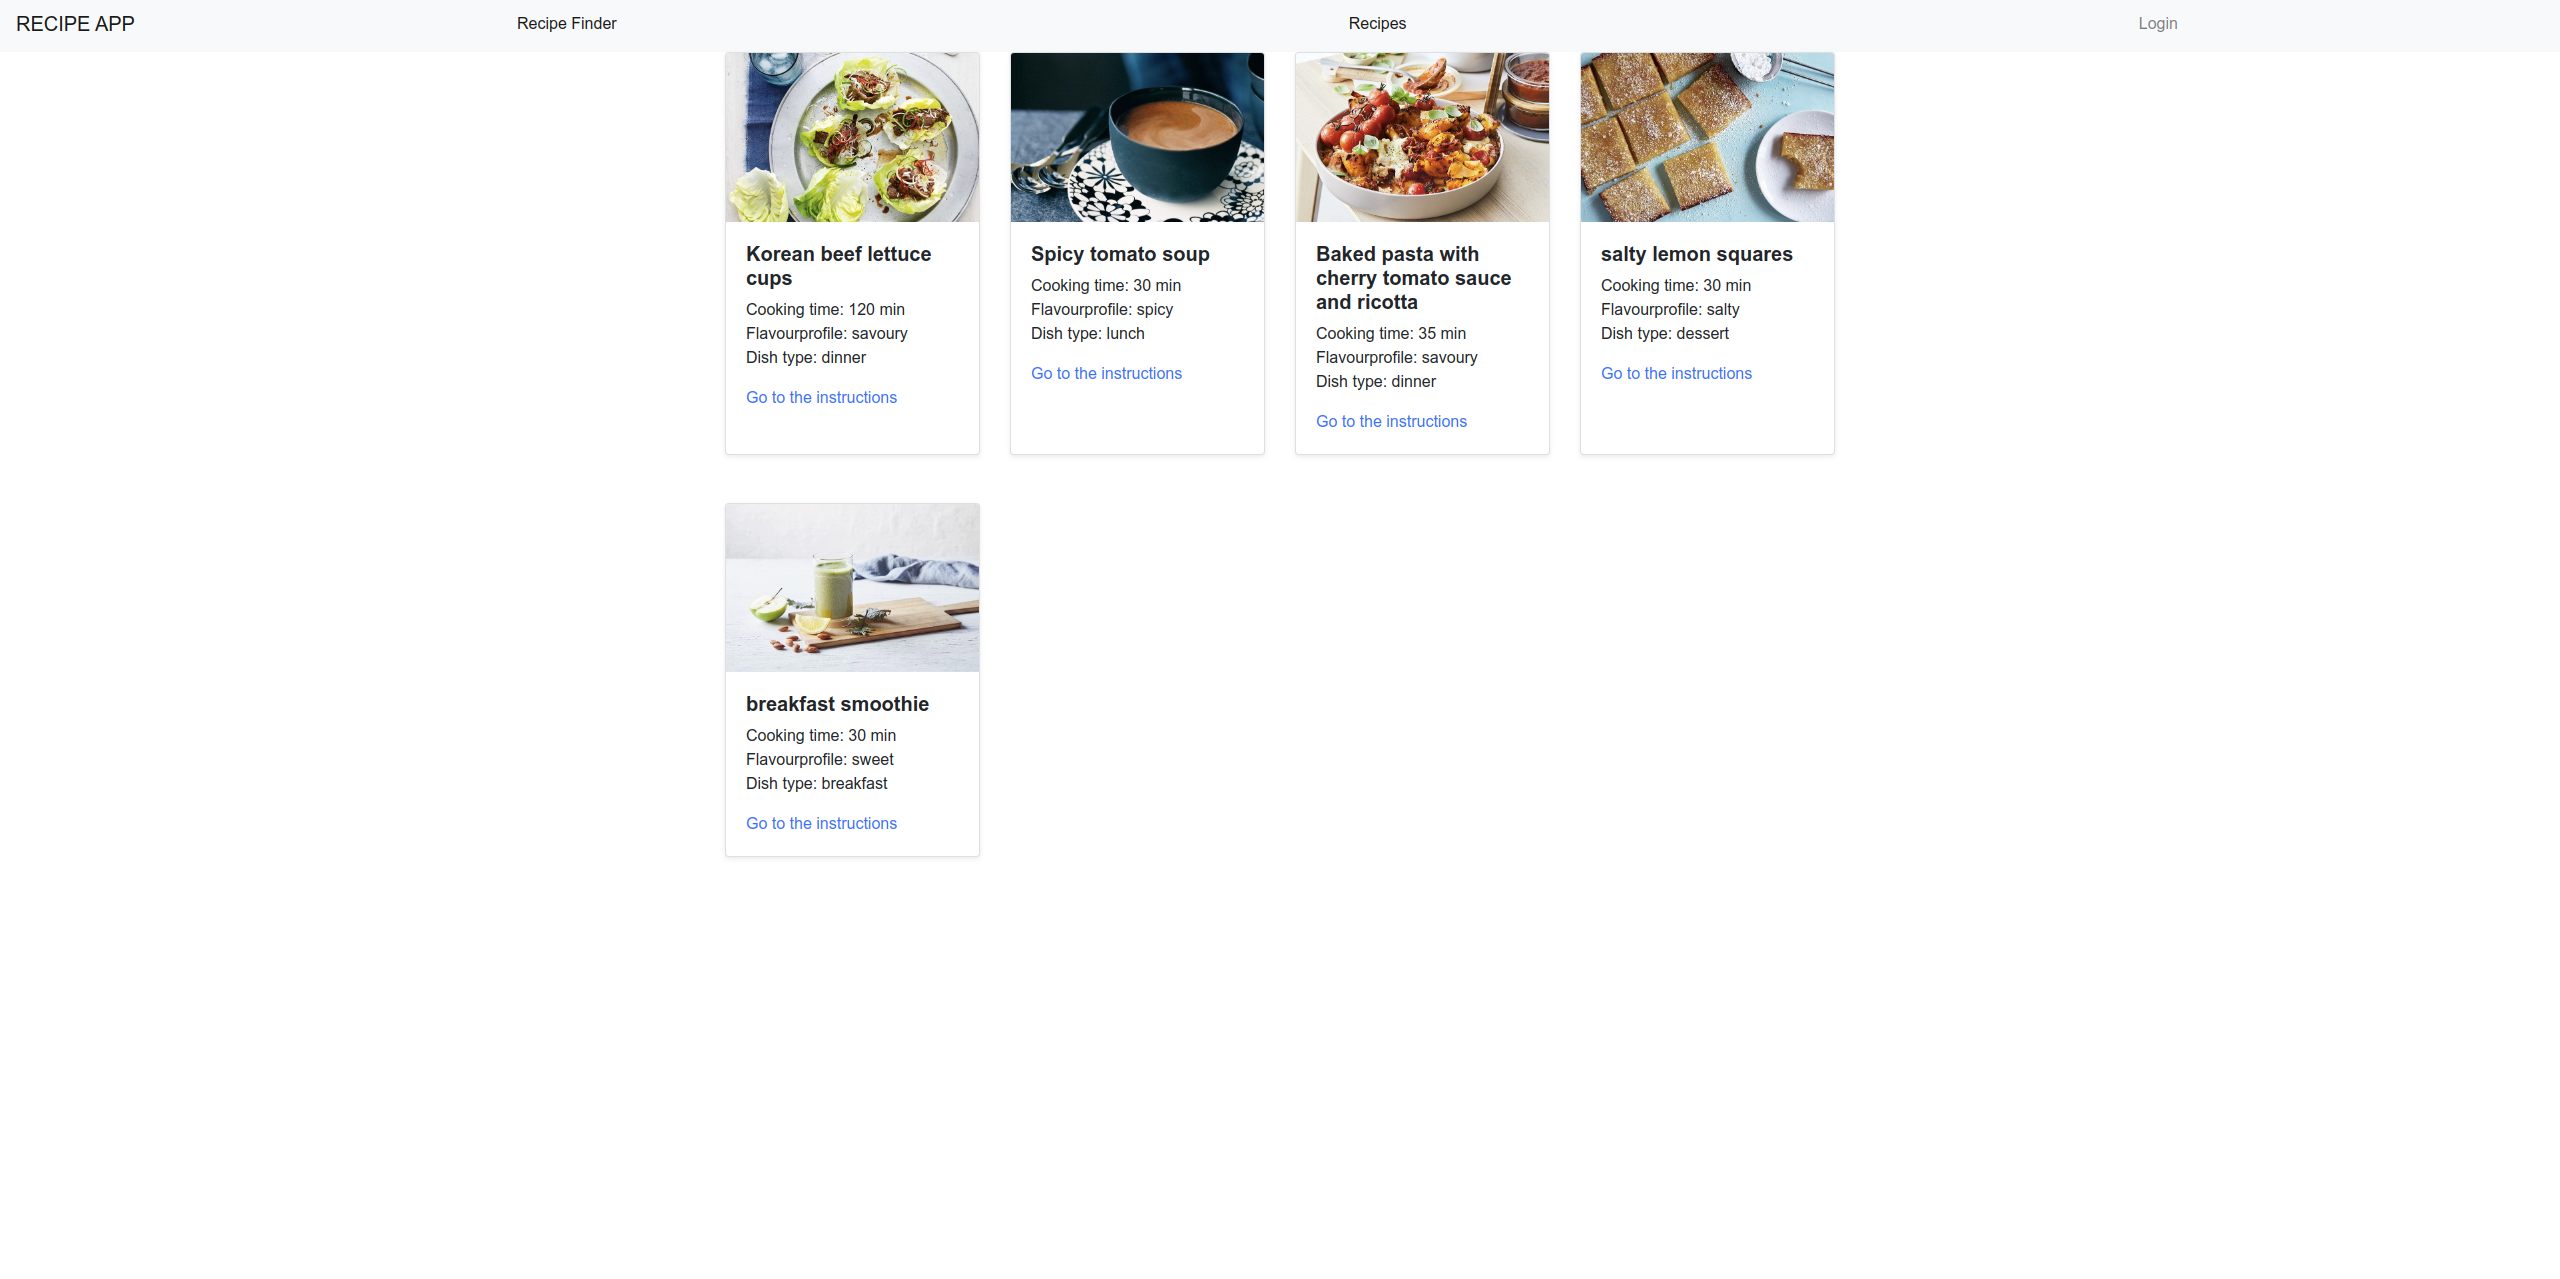 RECIPE APP
Recipe Finder
Recipes
Login
Korean beef lettuce
cups
Cooking time: 120 min
Flavourprofile: savoury
Dish type: dinner
Go to the instructions
Spicy tomato soup
Cooking time: 30 min
Flavourprofile: spicy
Dish type: lunch
Go to the instructions
Baked pasta with
cherry tomato sauce
and ricotta
Cooking time: 35 min
Flavourprofile: savoury
Dish type: dinner
Go to the instructions
salty lemon squares
Cooking time: 30 min
Flavourprofile: salty
Dish type: dessert
Go to the instructions
breakfast smoothie
Cooking time: 30 min
Flavourprofile: sweet
Dish type: breakfast
Go to the instructions